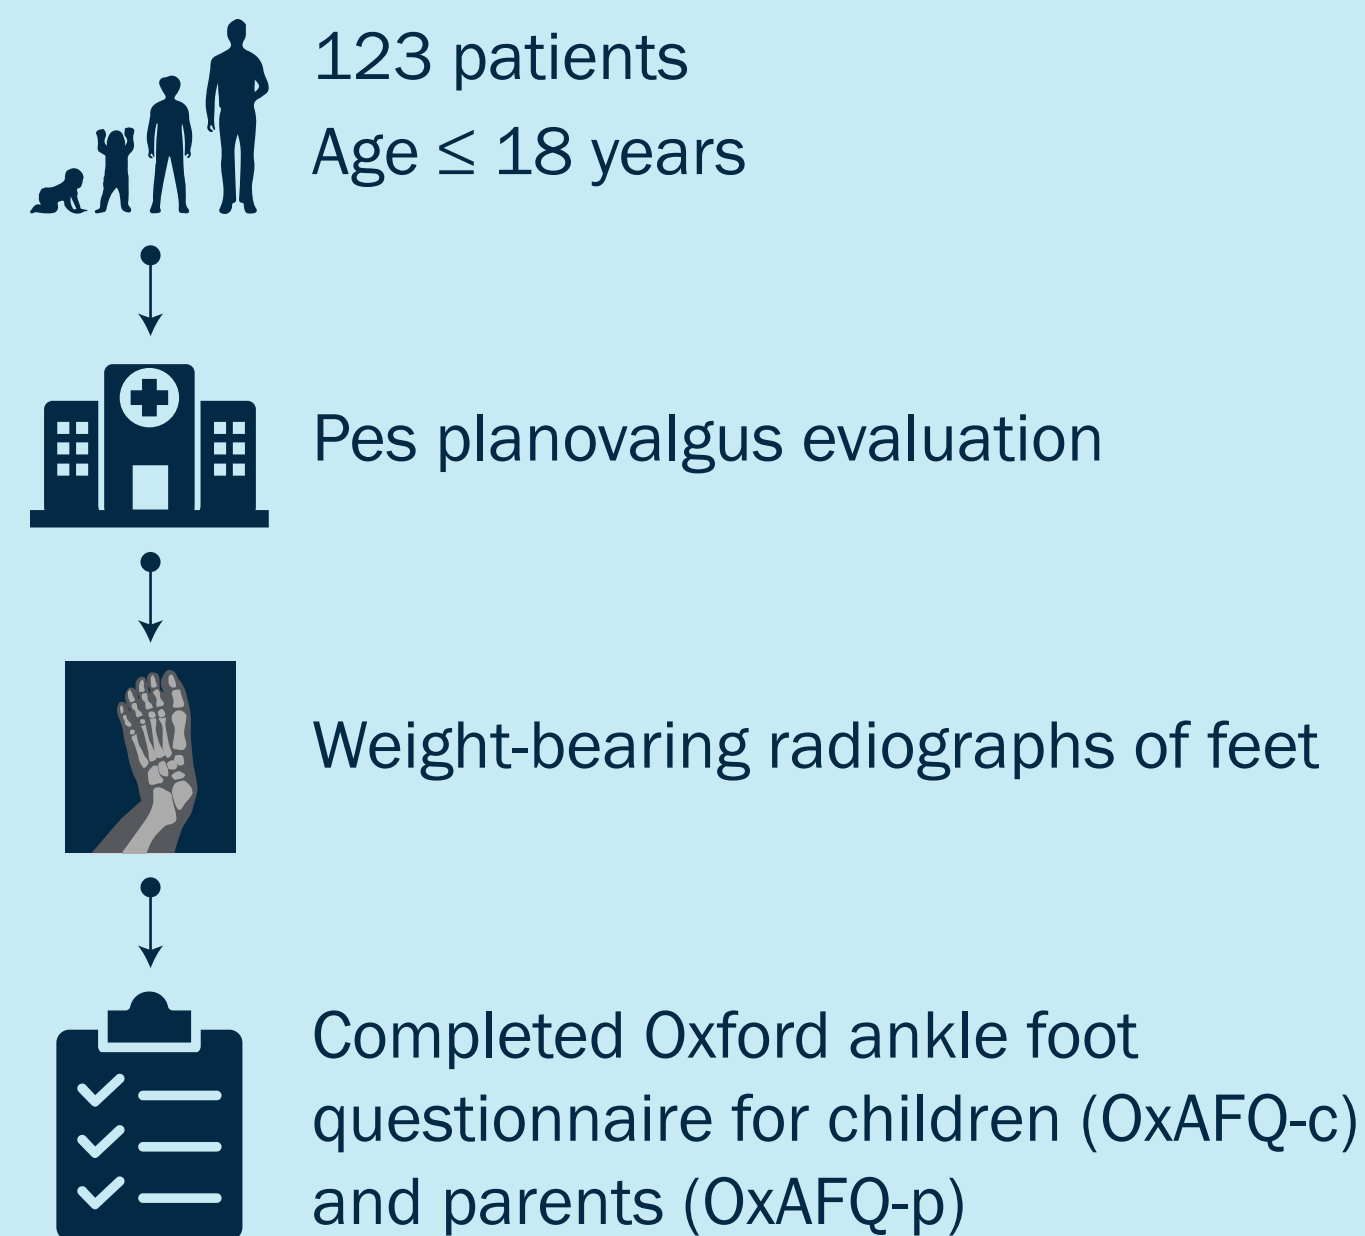 123 patients
Age ≤ 18 years
Pes planovalgus evaluation
Weight-bearing radiographs of feet
Completed Oxford ankle foot
questionnaire for children (OxAFQ-c)
and parents (OxAFQ-p)